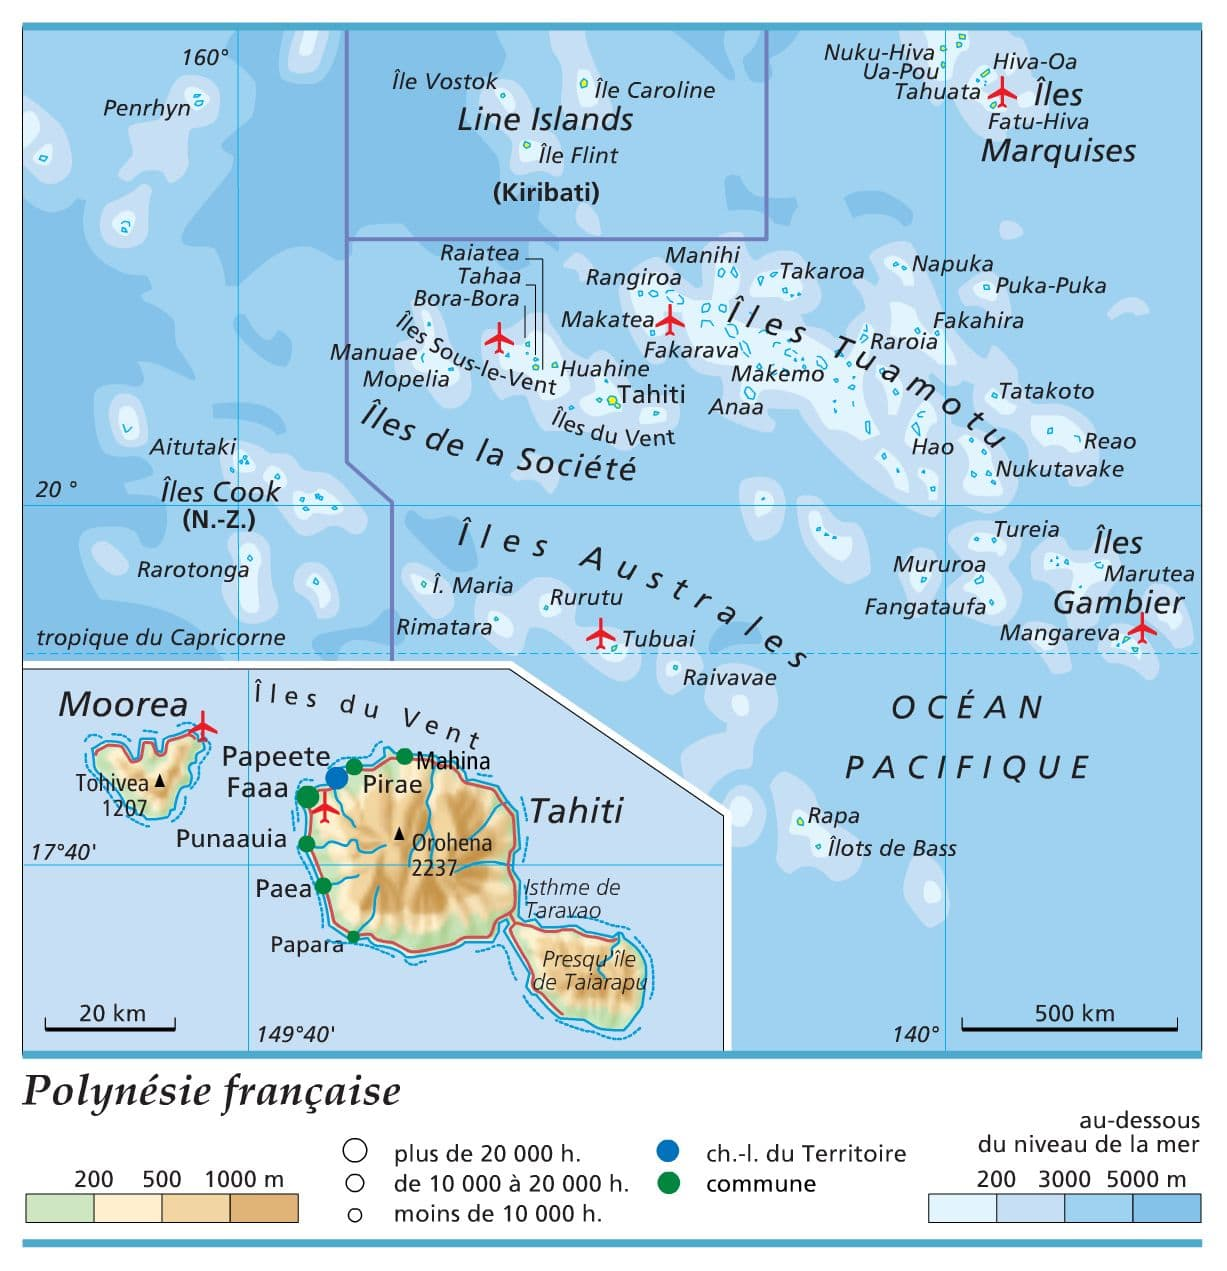 160°
Penrhyn
Île Vostok
Île Caroline
Line Islands
Île Flint
(Kiribati)
Nuku-Hiva
Ua-Pou
Tahuata
Hiva-Oa
Îles
Fatu-Hiva
Marquises
Raiatea
Tahaa
Bora-Bora
Manihi
Rangiroa
Takaroa
Napuka
Puka-Puka
Makatea
Fakarava
Fakahira
Raroia
Îles Tuamotu
Îles Sous-le-Vent
Manuae
Mopelia
Huahine
Tahiti
Makemo
Anaa
Tatakoto
Îles du Vent
Hao
Reao
Nukutavake
Îles de la Société
Aitutaki
20 °
Îles Cook
(N.-Z.)
Rarotonga
Îles Australes
Î. Maria
Rurutu
Rimatara
Tubuai
Raivavae
Tureia
Îles
Mururoa
Marutea
Fangataufa
Gambier
Mangareva
tropique du Capricorne
OCÉAN
PACIFIQUE
Rapa
Îlots de Bass
Moorea
Îles du Vent
Papeete
Mahina
Faaa
Pirae
Tohivea
1207
Tahiti
Punaauia
Orohena
2237
17°40'
Paea
Isthme de
Taravao
Papara
Presqu'île
de Taiarapu
20 km
149°40'
140°
500 km
Polynésie française
200 500 1000 m
plus de 20 000 h.
de 10 000 à 20 000 h.
moins de 10 000 h.
ch.-l. du Territoire
commune
au-dessous
du niveau de la mer
200 3000 5000 m